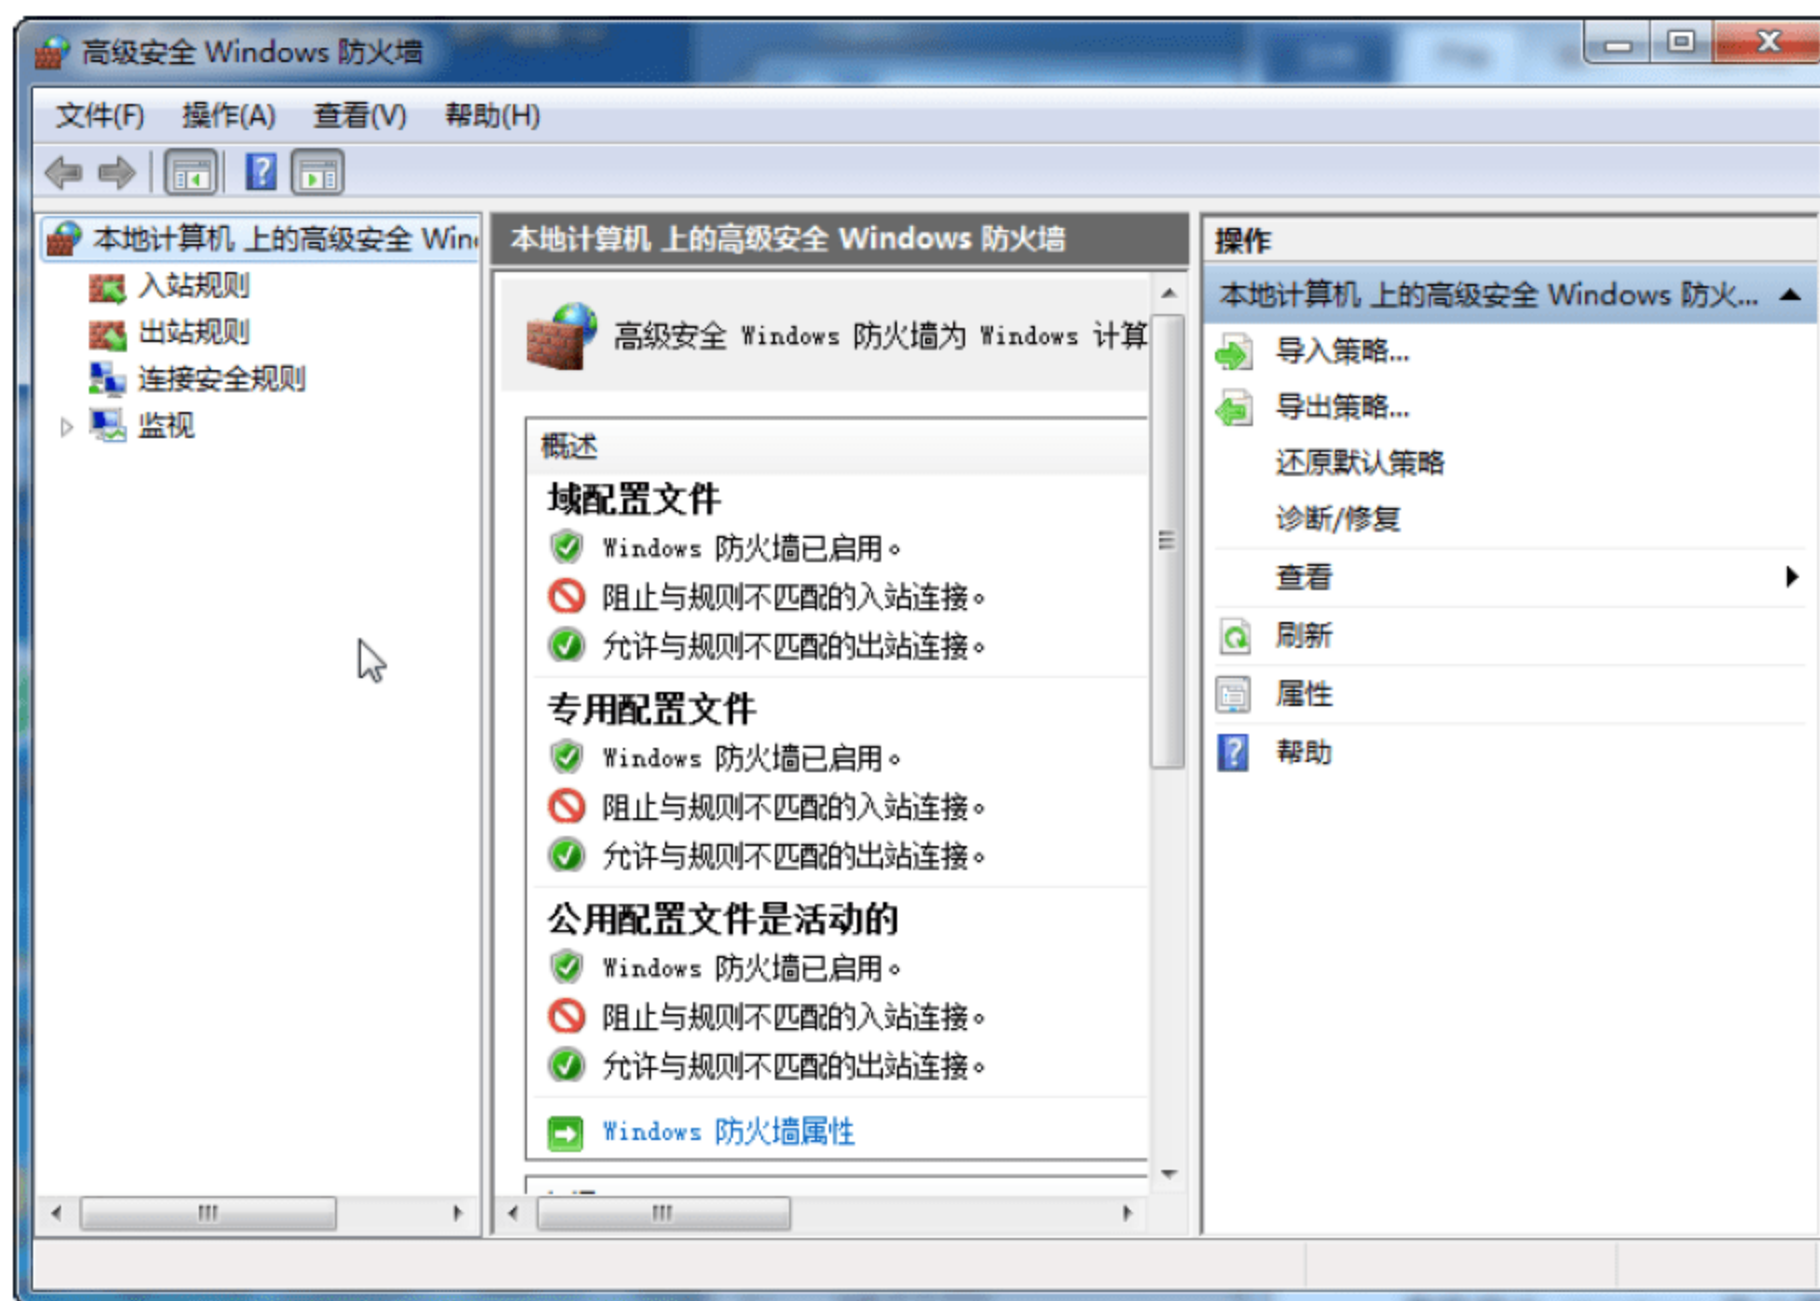 高级安全 Windows 防火墙
文件(F) 操作(A) 查看(V) 帮助(H)
本地计算机 上的高级安全 Win
入站规则
出站规则
连接安全规则
监视
本地计算机 上的高级安全 Windows 防火墙
高级安全 Windows 防火墙为 Windows 计算
概述
域配置文件
Windows 防火墙已启用。
阻止与规则不匹配的入站连接。
允许与规则不匹配的出站连接。
专用配置文件
Windows 防火墙已启用。
阻止与规则不匹配的入站连接。
允许与规则不匹配的出站连接。
公用配置文件是活动的
Windows 防火墙已启用。
阻止与规则不匹配的入站连接。
允许与规则不匹配的出站连接。
Windows 防火墙属性
操作
本地计算机 上的高级安全 Windows 防火...
导入策略...
导出策略...
还原默认策略
诊断/修复
查看
刷新
属性
帮助